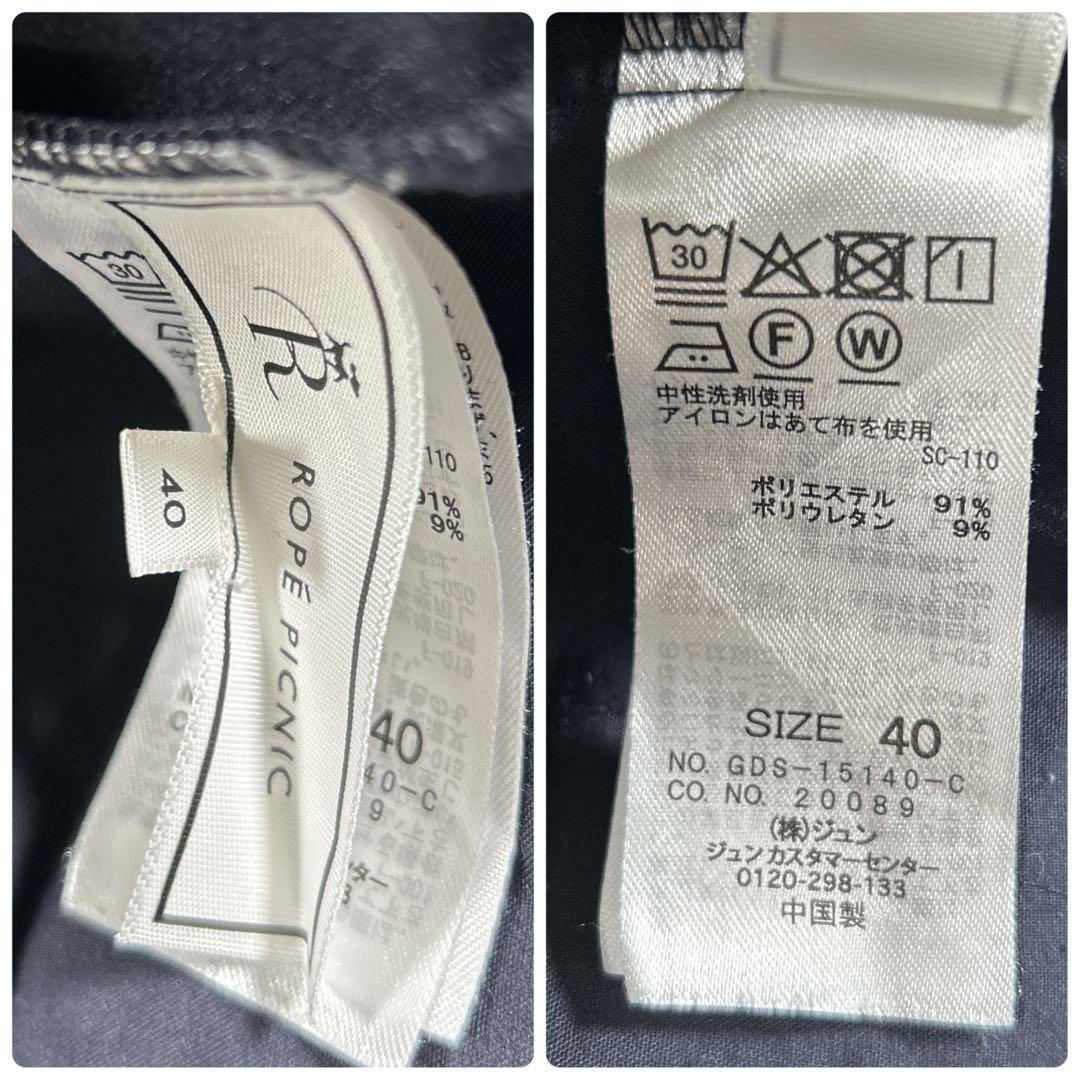 30
R
ROPÉ PICNIC
40
110
91%
9%
40
40-C
9
ター
30
F
W
中性洗剤使用
アイロンはあて布を使用
SC-110
ポリエステル 91%
ポリウレタン 9%
SIZE 40
NO. GDS-15140-C
CO. NO. 20089
(株)ジュン
ジュンカスタマーセンター
0120-298-133
中国製